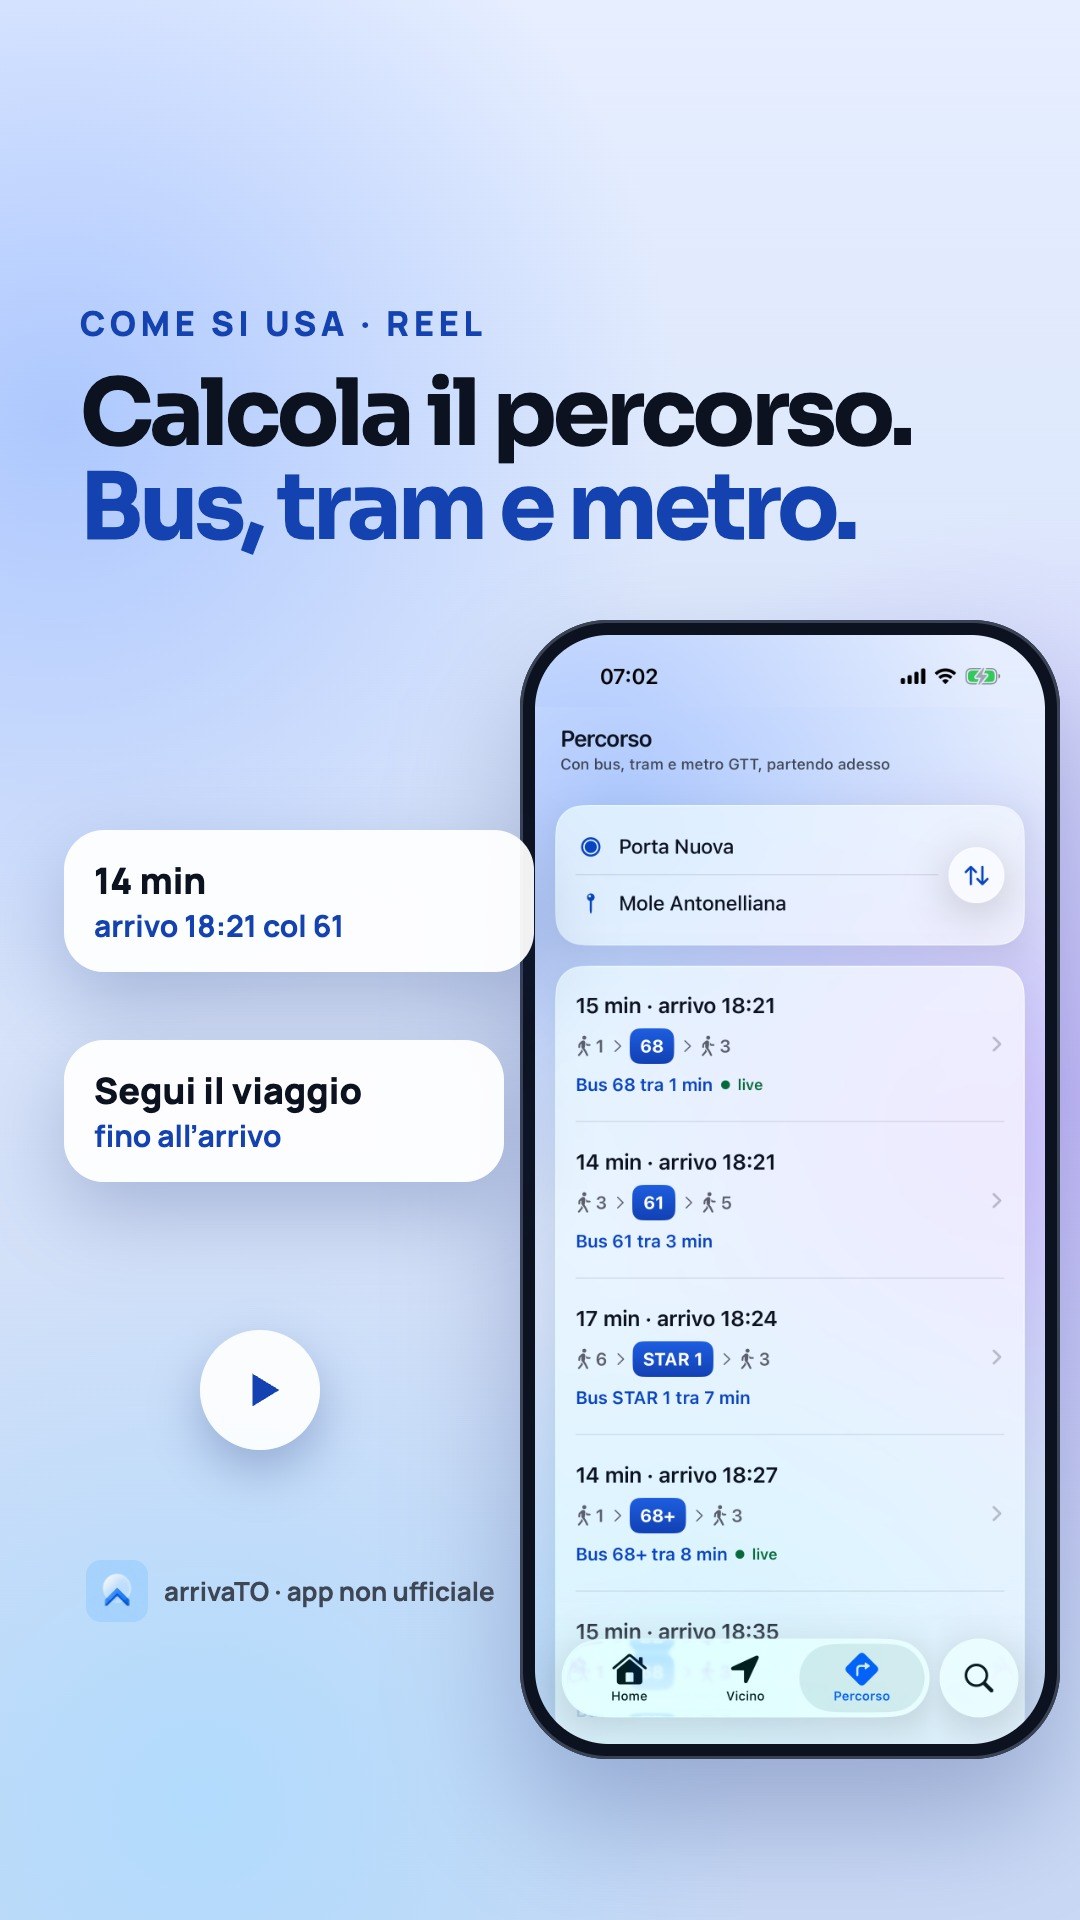 COME SI USA · REEL
Calcola il percorso.
Bus, tram e metro.
07:02
Percorso
Con bus, tram e metro GTT, partendo adesso
Porta Nuova
Mole Antonelliana
14 min
arrivo 18:21 col 61
Segui il viaggio
fino all'arrivo
15 min · arrivo 18:21
1 > 68 > 3
Bus 68 tra 1 min ● live
14 min · arrivo 18:21
3 > 61 > 5
Bus 61 tra 3 min
17 min · arrivo 18:24
6 > STAR 1 > 3
Bus STAR 1 tra 7 min
14 min · arrivo 18:27
1 > 68+ > 3
Bus 68+ tra 8 min ● live
15 min · arrivo 18:35
Home Vicino Percorso
arrivaTO · app non ufficiale